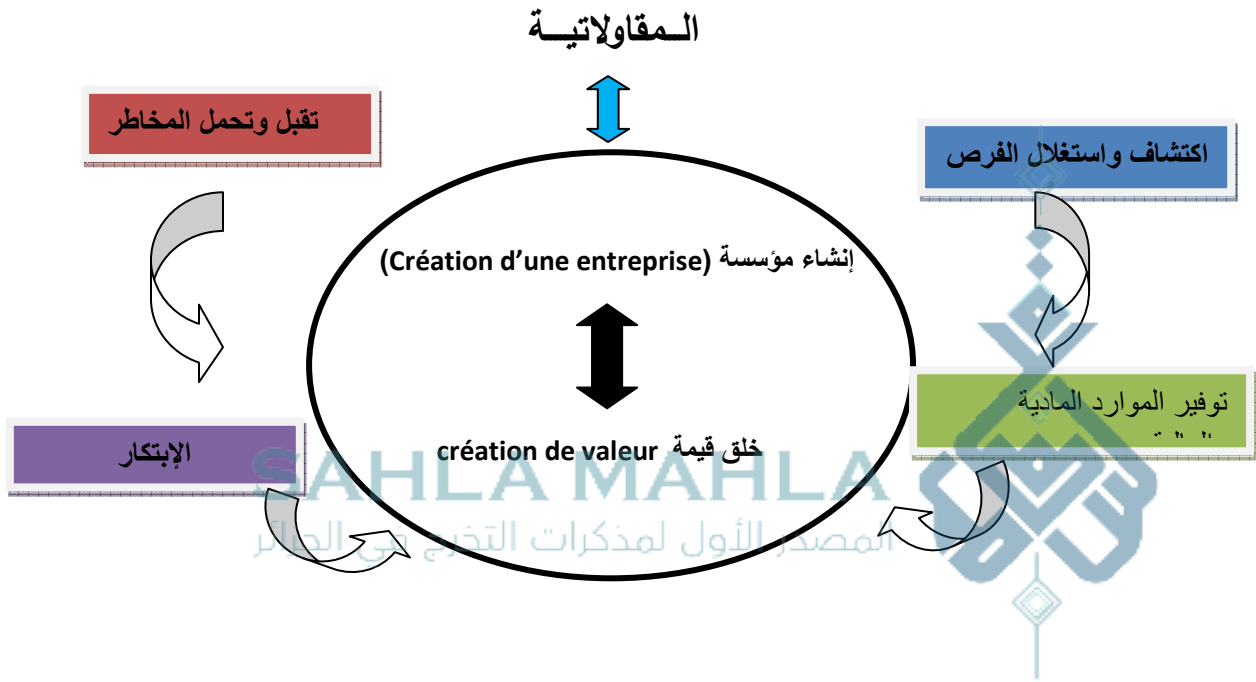 الــمقاولاتيـــة
تقبل وتحمل المخاطر
اكتشاف واستغلال الفرص
إنشاء مؤسسة (Création d’une entreprise)
توفير الموارد المادية
خلق قيمة création de valeur
الإبتكار
SAHLA MAHLA
المصدر الأول لمذكرات التخرج في الجزائر